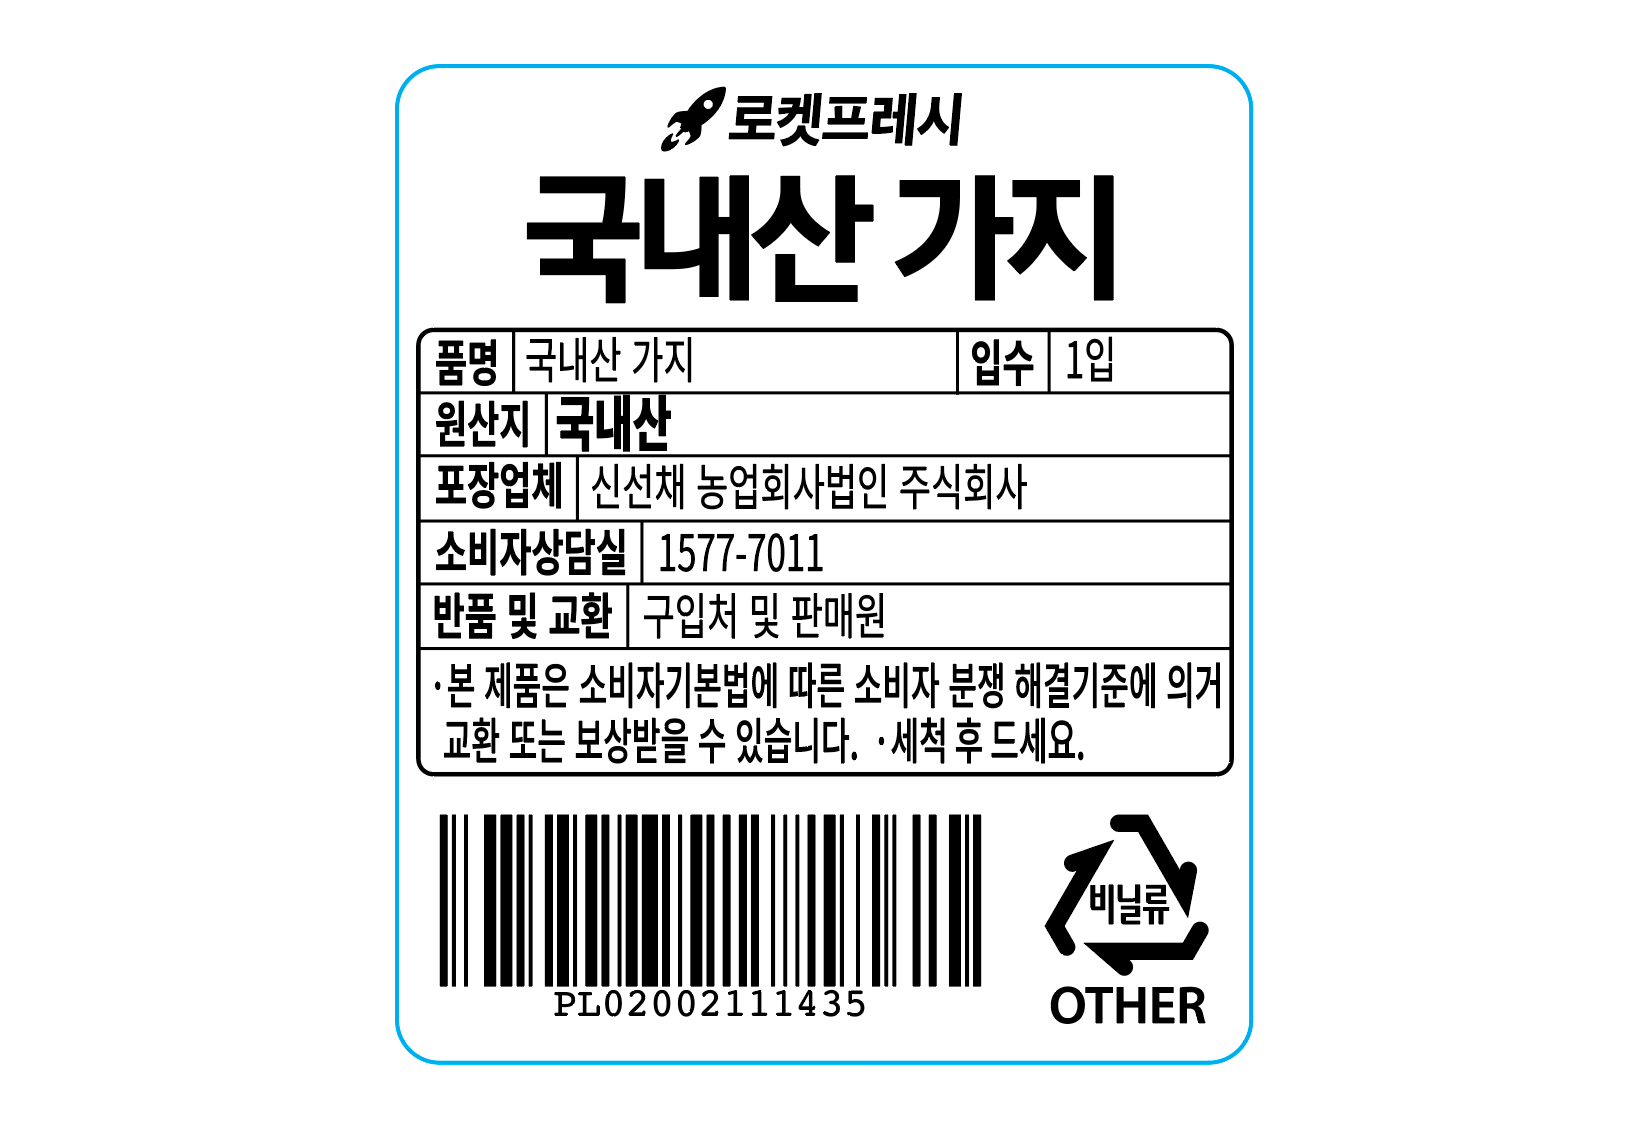 로켓프레시
국내산 가지
품명 국내산 가지 입수 1입
원산지 국내산
포장업체 신선채 농업회사법인 주식회사
소비자상담실 1577-7011
반품 및 교환 구입처 및 판매원
·본 제품은 소비자기본법에 따른 소비자 분쟁 해결기준에 의거
교환 또는 보상받을 수 있습니다. ·세척 후 드세요.
비닐류
PL02002111435
OTHER